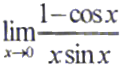 lim x→0 (1−cos x)/(x sin x)